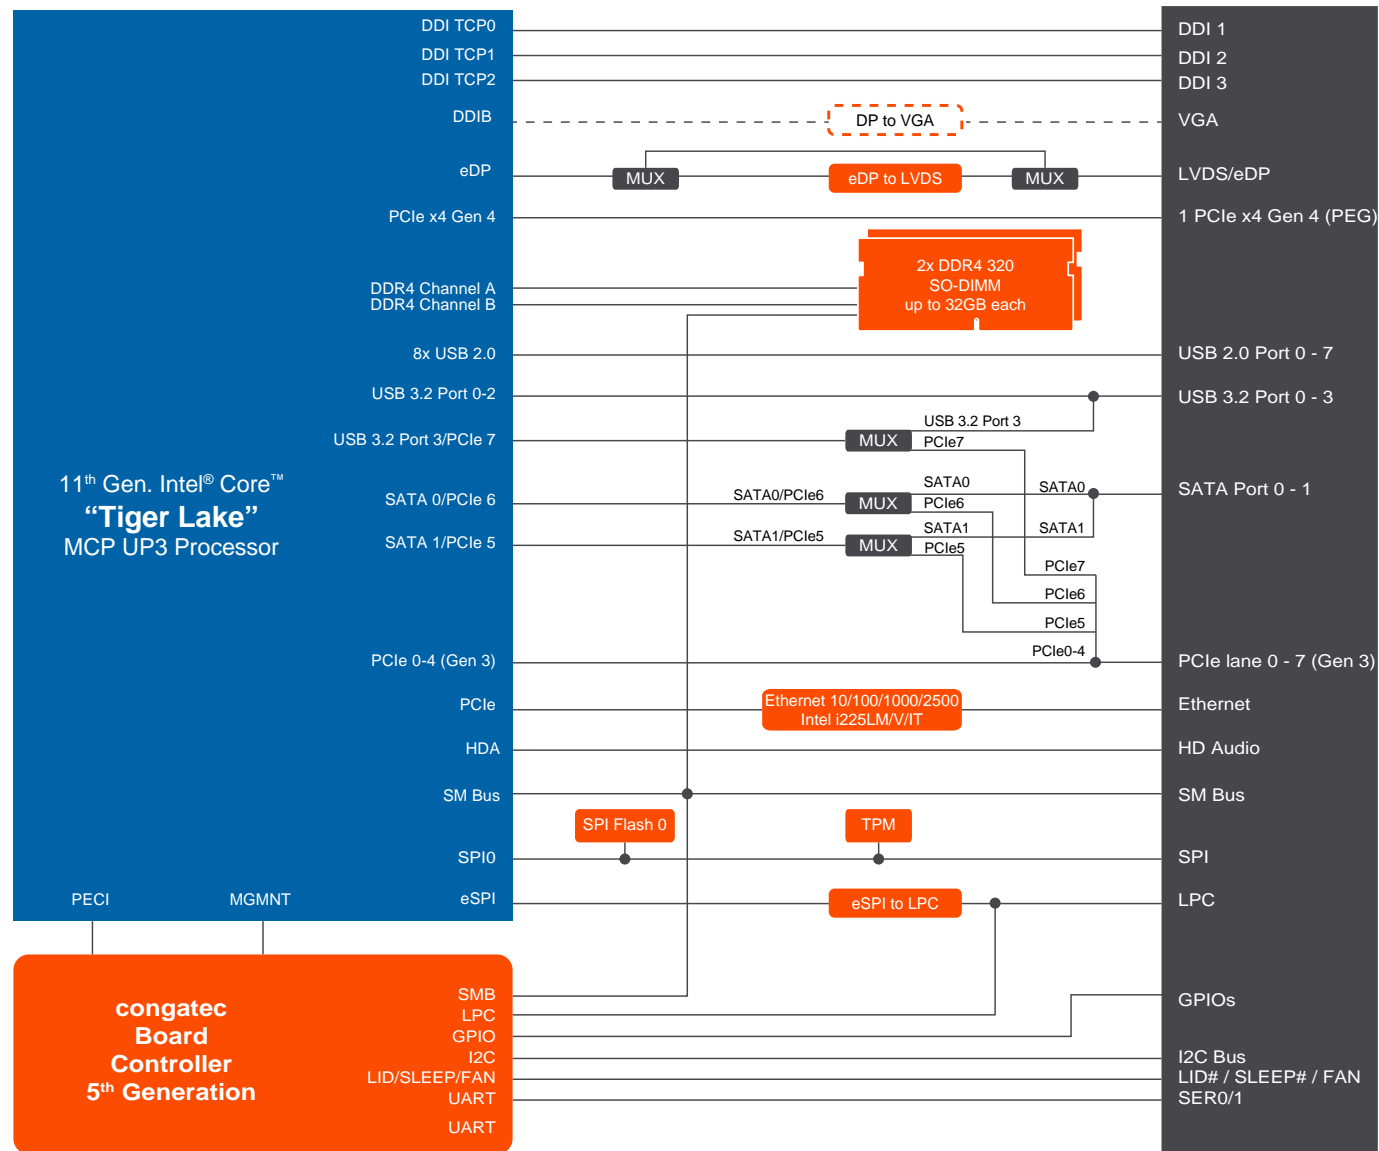 DDI TCP0
DDI TCP1
DDI TCP2
DDIB
eDP
PCIe x4 Gen 4
DDR4 Channel A
DDR4 Channel B
8x USB 2.0
USB 3.2 Port 0-2
USB 3.2 Port 3/PCIe 7
SATA 0/PCIe 6
SATA 1/PCIe 5
PCIe 0-4 (Gen 3)
PCIe
HDA
SM Bus
SPI0
eSPI
11th Gen. Intel® Core™
“Tiger Lake”
MCP UP3 Processor
PECI
MGMNT
DP to VGA
MUX
eDP to LVDS
MUX
2x DDR4 320
SO-DIMM
up to 32GB each
MUX
USB 3.2 Port 3
PCIe7
SATA0/PCIe6
MUX
SATA0
PCIe6
SATA0
SATA1/PCIe5
MUX
SATA1
PCIe5
SATA1
PCIe7
PCIe6
PCIe5
PCIe0-4
Ethernet 10/100/1000/2500
Intel i225LM/V/IT
SPI Flash 0
TPM
eSPI to LPC
congatec
Board
Controller
5th Generation
SMB
LPC
GPIO
I2C
LID/SLEEP/FAN
UART
UART
DDI 1
DDI 2
DDI 3
VGA
LVDS/eDP
1 PCIe x4 Gen 4 (PEG)
USB 2.0 Port 0 - 7
USB 3.2 Port 0 - 3
SATA Port 0 - 1
PCIe lane 0 - 7 (Gen 3)
Ethernet
HD Audio
SM Bus
SPI
LPC
GPIOs
I2C Bus
LID# / SLEEP# / FAN
SER0/1